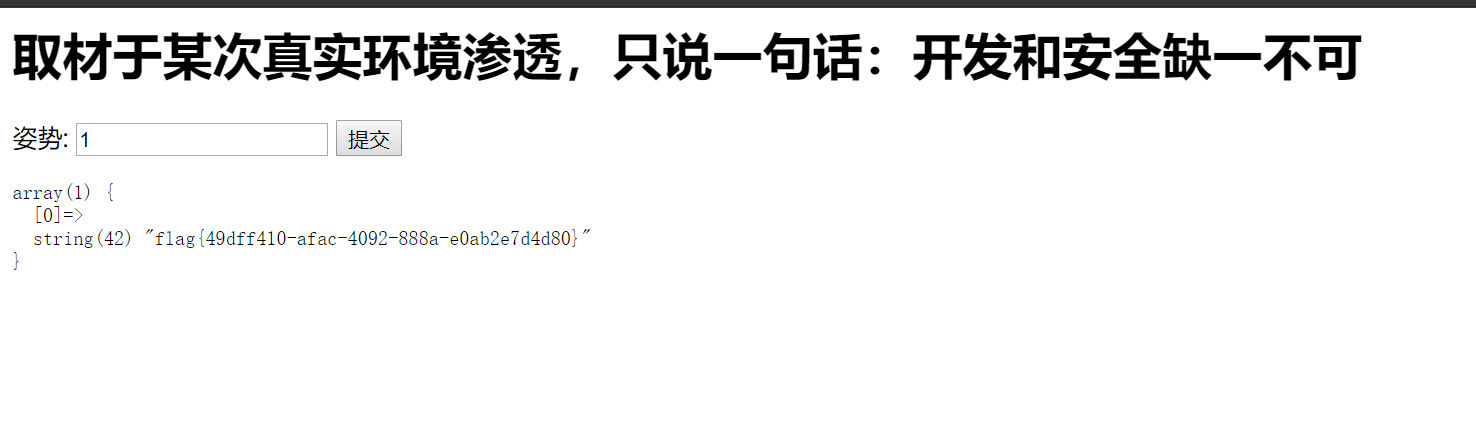 取材于某次真实环境渗透，只说一句话：开发和安全缺一不可
姿势: 1 提交
array(1) {
  [0]=>
  string(42) "flag{49dff410-afac-4092-888a-e0ab2e7d4d80}"
}